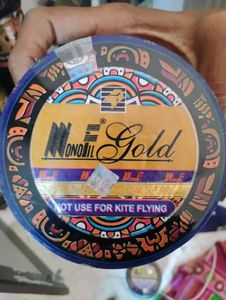 MONOFIL® Gold
NOT USE FOR KITE FLYING